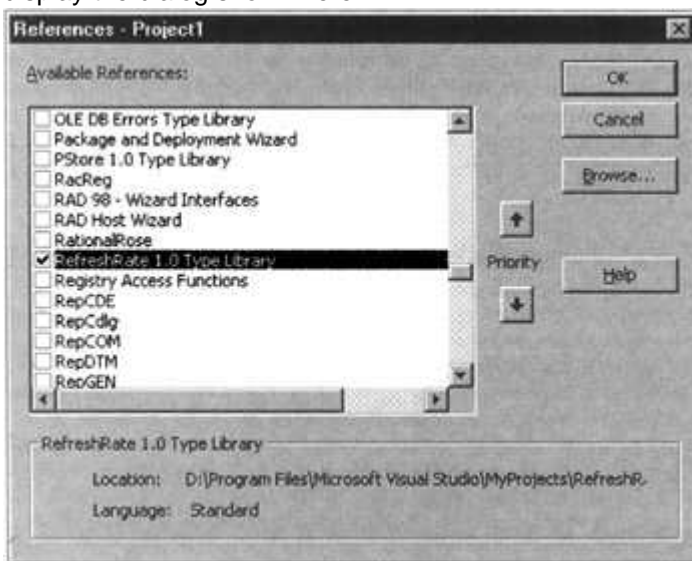 References - Project1
Available References:
OLE DB Errors Type Library
Package and Deployment Wizard
PStore 1.0 Type Library
RacReg
RAD 98 - Wizard Interfaces
RAD Host Wizard
RationalRose
RefreshRate 1.0 Type Library
Registry Access Functions
RepCDE
RepCdlg
RepCOM
RepDTM
RepGEN
OK
Cancel
Browse...
Priority
Help
RefreshRate 1.0 Type Library
Location: D:\Program Files\Microsoft Visual Studio\MyProjects\RefreshR
Language: Standard